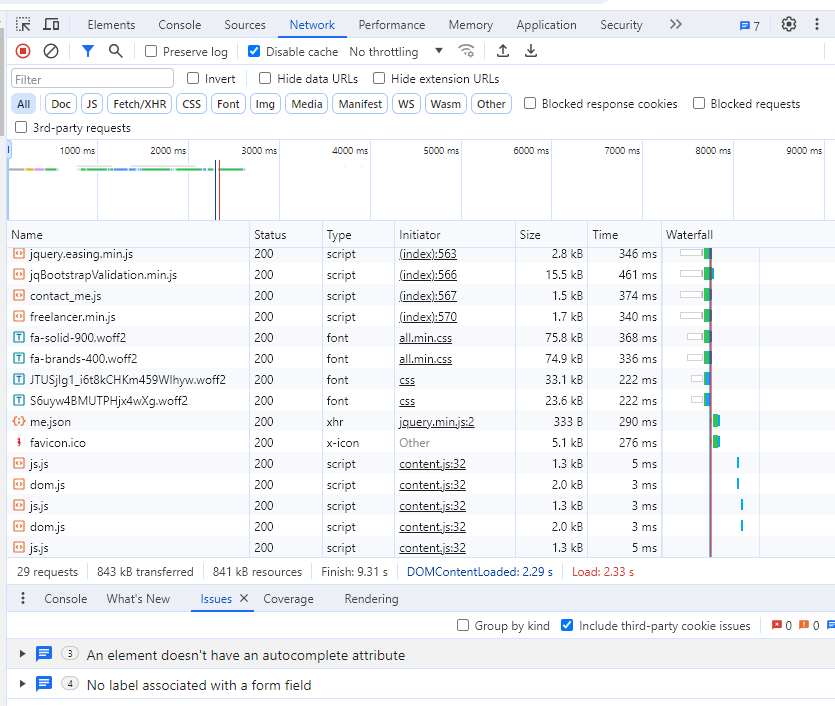 Elements Console Sources Network Performance Memory Application Security 7
Preserve log Disable cache No throttling
Filter Invert Hide data URLs Hide extension URLs
All Doc JS Fetch/XHR CSS Font Img Media Manifest WS Wasm Other Blocked response cookies Blocked requests
3rd-party requests
1000 ms 2000 ms 3000 ms 4000 ms 5000 ms 6000 ms 7000 ms 8000 ms 9000 ms
Name Status Type Initiator Size Time Waterfall
jquery.easing.min.js 200 script (index):563 2.8 kB 346 ms
jqBootstrapValidation.min.js 200 script (index):566 15.5 kB 461 ms
contact_me.js 200 script (index):567 1.5 kB 374 ms
freelancer.min.js 200 script (index):570 1.7 kB 340 ms
fa-solid-900.woff2 200 font all.min.css 75.8 kB 368 ms
fa-brands-400.woff2 200 font all.min.css 74.9 kB 336 ms
JTUSjIg1_i6t8kCHKm459Wlhyw.woff2 200 font css 33.1 kB 222 ms
S6uyw4BMUTPHjx4wXg.woff2 200 font css 23.6 kB 222 ms
me.json 200 xhr jquery.min.js:2 333 B 290 ms
favicon.ico 200 x-icon Other 5.1 kB 276 ms
js.js 200 script content.js:32 1.3 kB 5 ms
dom.js 200 script content.js:32 2.0 kB 3 ms
js.js 200 script content.js:32 1.3 kB 3 ms
dom.js 200 script content.js:32 2.0 kB 3 ms
js.js 200 script content.js:32 1.3 kB 5 ms
29 requests 843 kB transferred 841 kB resources Finish: 9.31 s DOMContentLoaded: 2.29 s Load: 2.33 s
Console What's New Issues Coverage Rendering
Group by kind Include third-party cookie issues 0 0
3 An element doesn't have an autocomplete attribute
4 No label associated with a form field